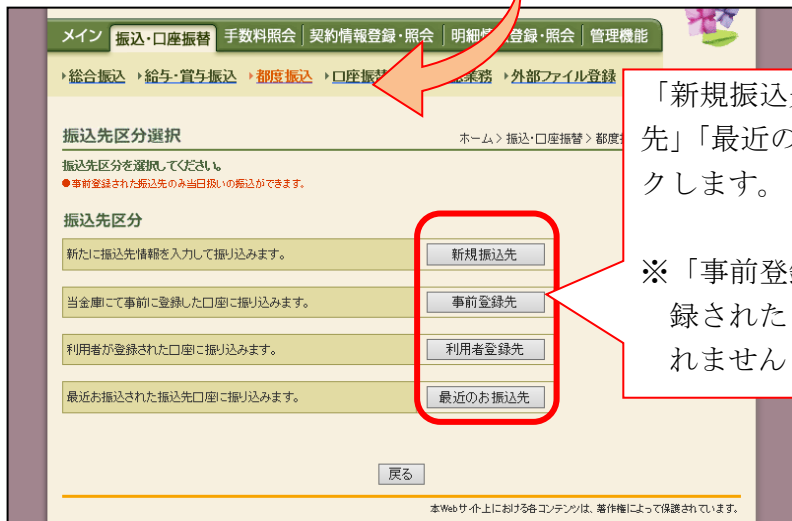 メイン 振込・口座振替 手数料照会 契約情報登録・照会 明細 登録・照会 管理機能
総合振込 給与・賞与振込 都度振込 口座振替 業務 外部ファイル登録
振込先区分選択
ホーム> 振込・口座振替> 都度
振込先区分を選択してください。
●事前登録された振込先のみ当日扱いの振込ができます。
振込先区分
新たに振込先情報を入力して振り込みます。 新規振込先
当金庫にて事前に登録した口座に振り込みます。 事前登録先
利用者が登録された口座に振り込みます。 利用者登録先
最近お振込された振込先口座に振り込みます。 最近のお振込先
戻る
本Webサイト上における各コンテンツは、著作権によって保護されています。
「新規振込
先」「最近の
クします。
※「事前登
録された
れません